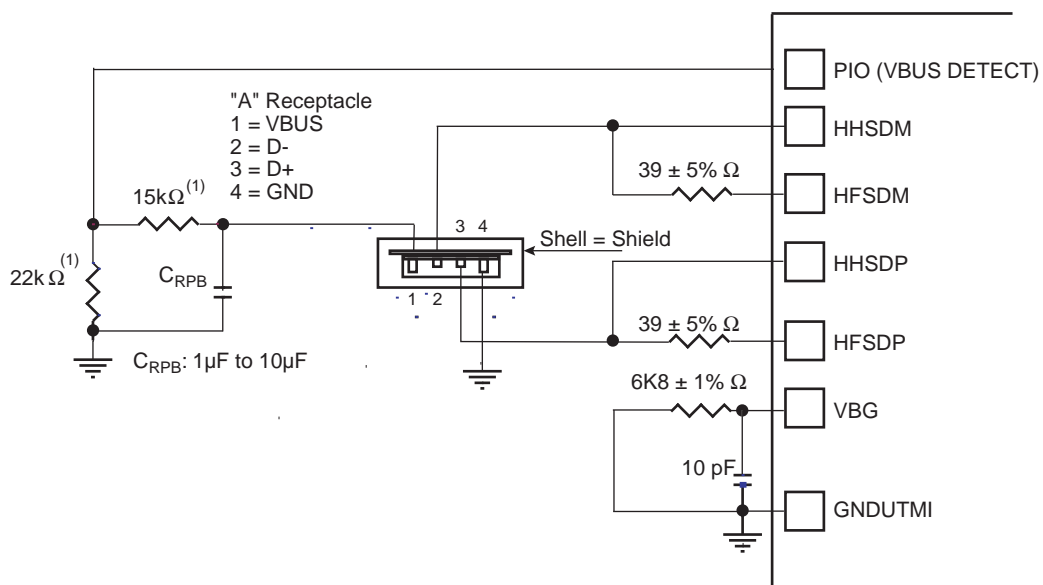 PIO (VBUS DETECT)
"A" Receptacle
1 = VBUS
2 = D-
3 = D+
4 = GND
HHSDM
39 ± 5% Ω
HFSDM
15kΩ (1)
3 4
Shell = Shield
HHSDP
22k Ω (1)
CRPB
1 2
39 ± 5% Ω
HFSDP
CRPB: 1µF to 10µF
6K8 ± 1% Ω
VBG
10 pF
GNDUTMI